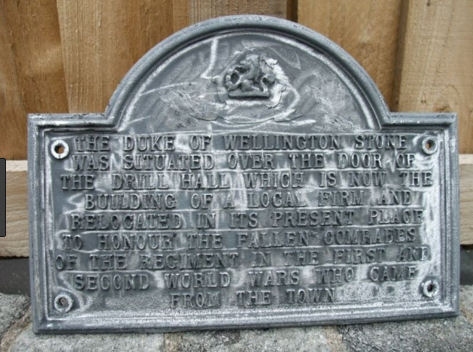 THE DUKE OF WELLINGTON STONE
WAS SITUATED OVER THE DOOR OF
THE DRILL HALL WHICH IS NOW THE
BUILDING OF A LOCAL FIRM AND
RELOCATED IN ITS PRESENT PLACE
TO HONOUR THE FALLEN COMRADES
OF THE REGIMENT IN THE FIRST AND
SECOND WORLD WARS WHO CAME
FROM THE TOWN